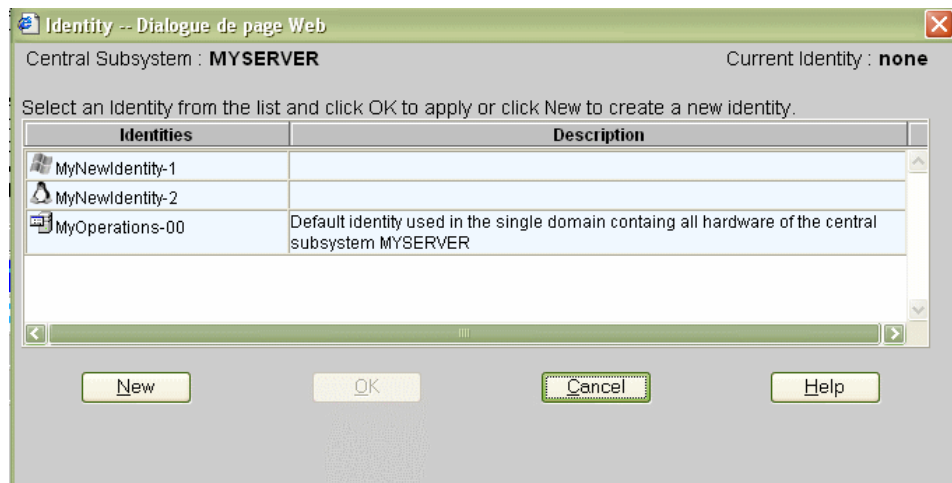 Identity -- Dialogue de page Web
Central Subsystem : MYSERVER Current Identity : none
Select an Identity from the list and click OK to apply or click New to create a new identity.
Identities Description
MyNewIdentity-1
MyNewIdentity-2
MyOperations-00 Default identity used in the single domain containg all hardware of the central
subsystem MYSERVER
New OK Cancel Help